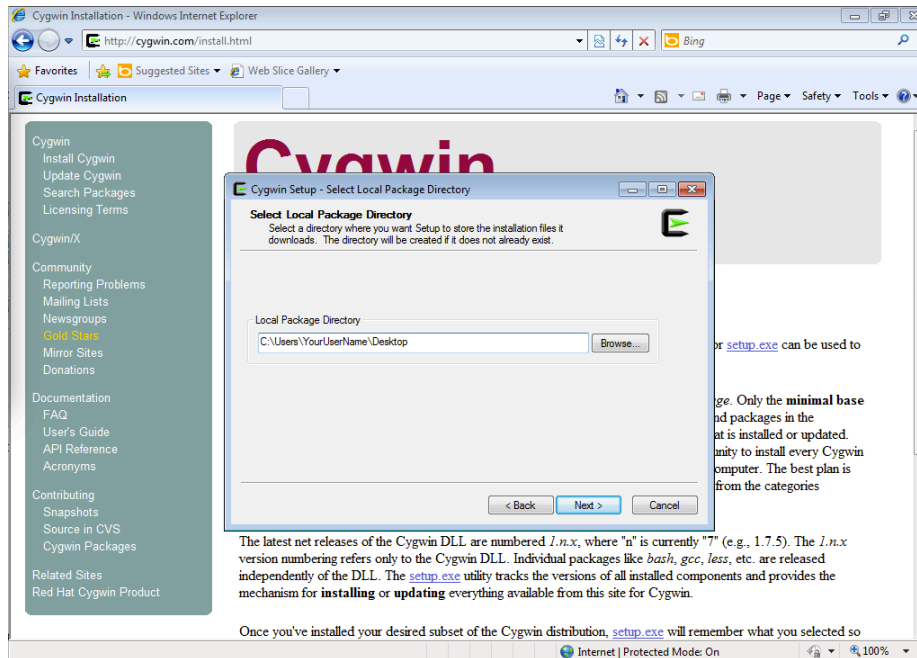 Cygwin Installation - Windows Internet Explorer
http://cygwin.com/install.html
Bing
Favorites Suggested Sites Web Slice Gallery
Cygwin Installation
Page Safety Tools
Cygwin
Install Cygwin
Update Cygwin
Search Packages
Licensing Terms
Cygwin/X
Community
Reporting Problems
Mailing Lists
Newsgroups
Gold Stars
Mirror Sites
Donations
Documentation
FAQ
User's Guide
API Reference
Acronyms
Contributing
Snapshots
Source in CVS
Cygwin Packages
Related Sites
Red Hat Cygwin Product
Cygwin
Cygwin Setup - Select Local Package Directory
Select Local Package Directory
Select a directory where you want Setup to store the installation files it
downloads. The directory will be created if it does not already exist.
Local Package Directory
C:\Users\YourUserName\Desktop
Browse...
< Back Next > Cancel
or setup.exe can be used to
ge. Only the minimal base
nd packages in the
at is installed or updated.
unity to install every Cygwin
omputer. The best plan is
from the categories
The latest net releases of the Cygwin DLL are numbered 1.n.x, where "n" is currently "7" (e.g., 1.7.5). The 1.n.x
version numbering refers only to the Cygwin DLL. Individual packages like bash, gcc, less, etc. are released
independently of the DLL. The setup.exe utility tracks the versions of all installed components and provides the
mechanism for installing or updating everything available from this site for Cygwin.
Once you've installed your desired subset of the Cygwin distribution, setup.exe will remember what you selected so
Internet | Protected Mode: On
100%